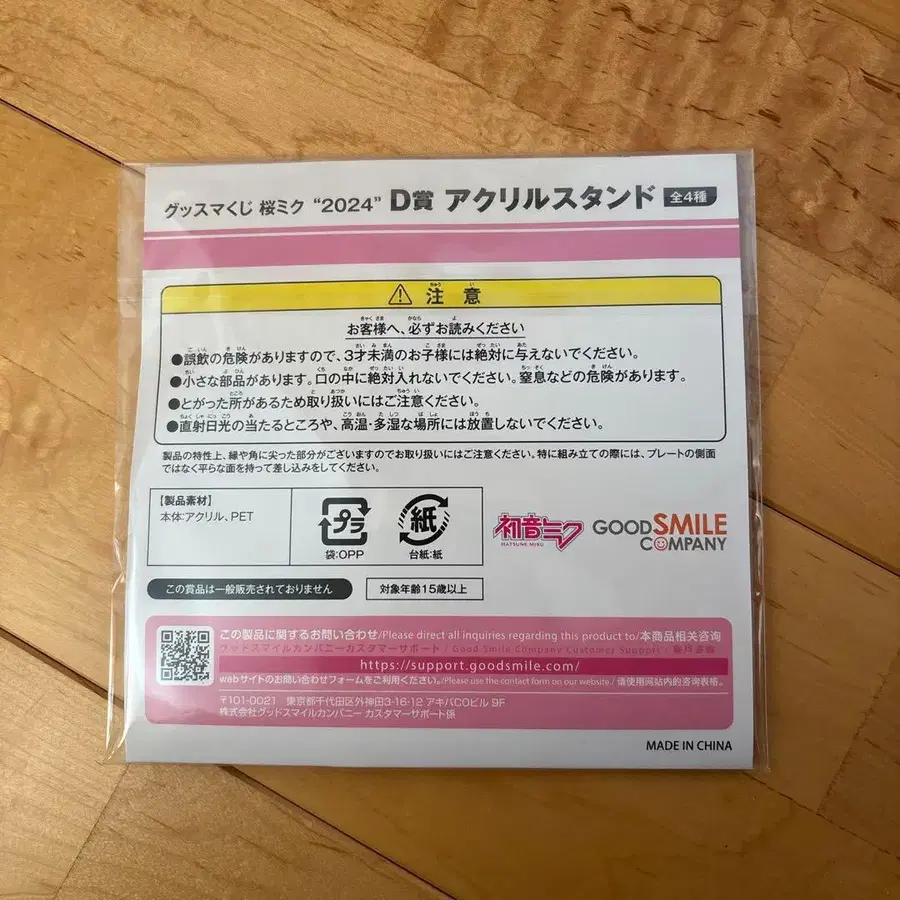 グッスマくじ 桜ミク “2024” D賞 アクリルスタンド 全4種
⚠ 注意
お客様へ、必ずお読みください
●誤飲の危険がありますので、3才未満のお子様には絶対に与えないでください。
●小さな部品があります。口の中に絶対入れないでください。窒息などの危険があります。
●とがった所があるため取り扱いにはご注意ください。
●直射日光の当たるところや、高温・多湿な場所には放置しないでください。
製品の特性上、縁や角に尖った部分がございますのでお取り扱いにはご注意ください。特に組み立ての際には、プレートの側面
ではなく平らな面を持って差し込みをしてください。
【製品素材】
本体:アクリル、PET
プラ
袋:OPP
紙
台紙:紙
初音ミク
HATSUNE MIKU
GOOD SMILE
COMPANY
この賞品は一般販売されておりません
対象年齢15歳以上
この製品に関するお問い合わせ/Please direct all inquiries regarding this product to/本商品相关咨询
グッドスマイルカンパニーカスタマーサポート / Good Smile Company Customer Support /
https://support.goodsmile.com/
webサイトのお問い合わせフォームをご利用ください。/Please use the contact form on our website./ 请使用网站内的咨询表格。
〒101-0021 東京都千代田区外神田3-16-12 アキバCOビル 9F
株式会社グッドスマイルカンパニー カスタマーサポート係
MADE IN CHINA